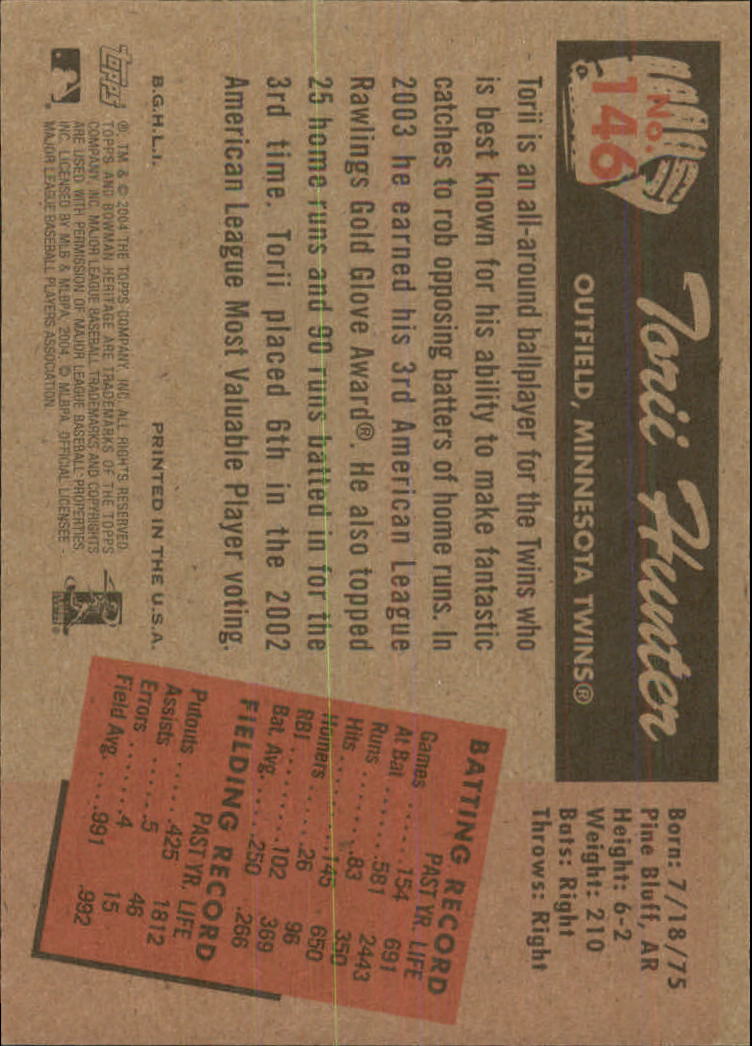 No.
146
Torii Hunter
OUTFIELD, MINNESOTA TWINS®
Born: 7/18/75
Pine Bluff, AR
Height: 6-2
Weight: 210
Bats: Right
Throws: Right
Torii is an all-around ballplayer for the Twins who
is best known for his ability to make fantastic
catches to rob opposing batters of home runs. In
2003 he earned his 3rd American League
Rawlings Gold Glove Award®. He also topped
25 home runs and 90 runs batted in for the
3rd time. Torii placed 6th in the 2002
American League Most Valuable Player voting.
BATTING RECORD
PAST YR. LIFE
Games ...... 154 691
At Bat ...... 581 2443
Runs ........ 83 350
Hits ........ 145 650
Homers ...... 26 96
RBI ........ 102 369
Bat. Avg. .... .250 .266
FIELDING RECORD
PAST YR. LIFE
Putouts ..... 425 1812
Assists ...... 5 46
Errors ....... 4 15
Field Avg. ... .991 .992
B.G.H.L.I. PRINTED IN THE U.S.A.
Topps
®, TM & © 2004 THE TOPPS COMPANY, INC. ALL RIGHTS RESERVED.
TOPPS AND BOWMAN HERITAGE ARE TRADEMARKS OF THE TOPPS
COMPANY, INC. MAJOR LEAGUE BASEBALL TRADEMARKS AND COPYRIGHTS
ARE USED WITH PERMISSION OF MAJOR LEAGUE BASEBALL PROPERTIES,
INC. LICENSED BY MLB & MLBPA, 2004. © MLBPA. OFFICIAL LICENSEE -
MAJOR LEAGUE BASEBALL PLAYERS ASSOCIATION.